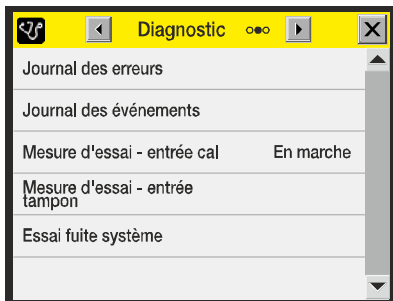 Diagnostic
Journal des erreurs
Journal des événements
Mesure d'essai - entrée cal En marche
Mesure d'essai - entrée
tampon
Essai fuite système